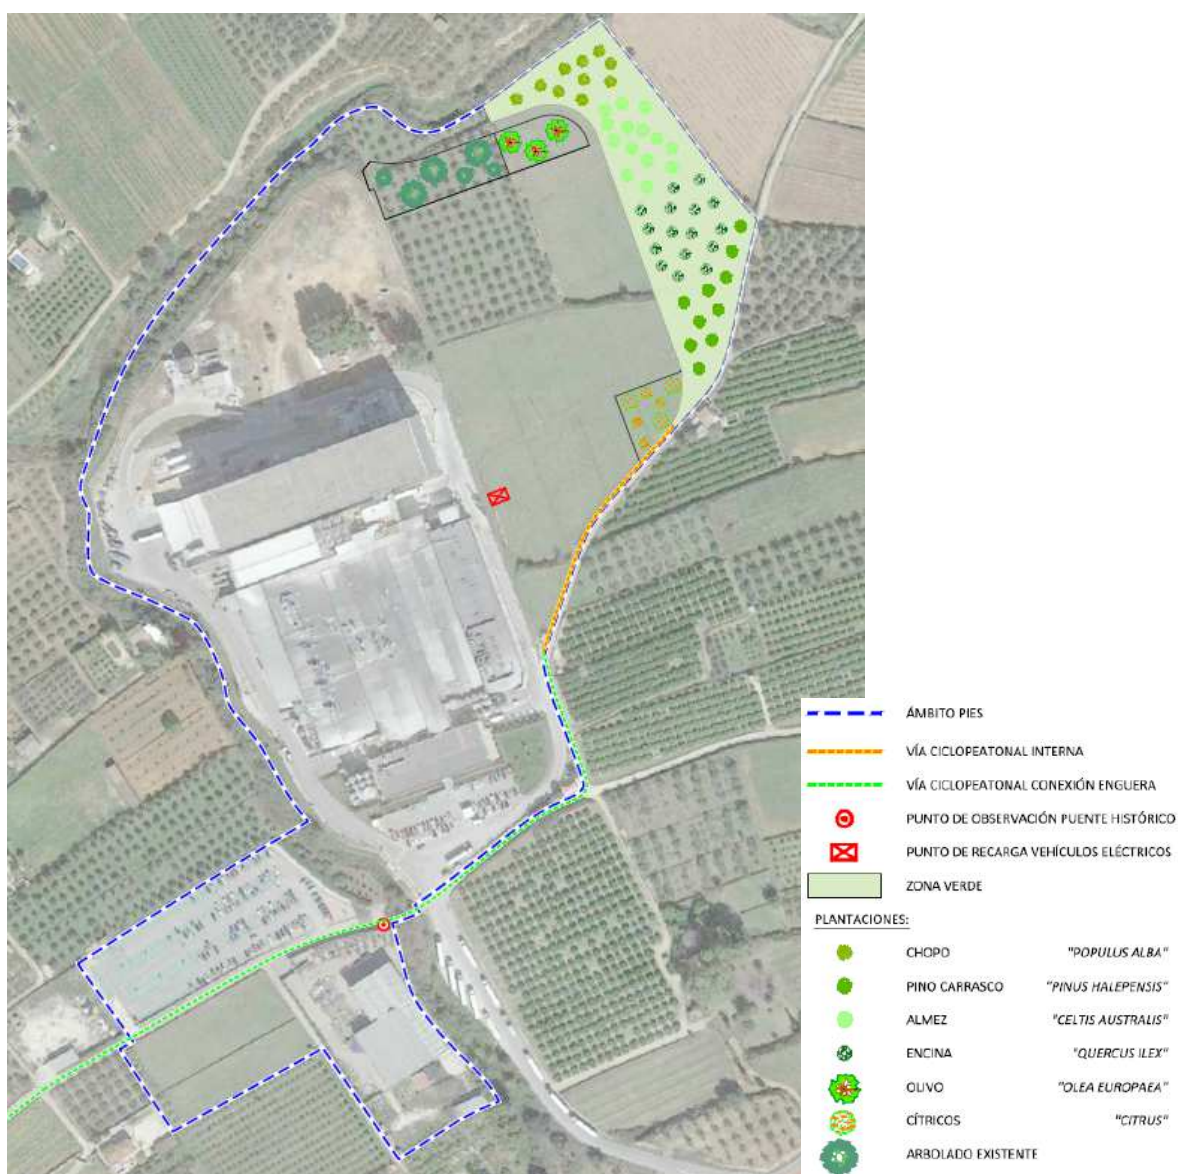 ÁMBITO PIES
VÍA CICLOPEATONAL INTERNA
VÍA CICLOPEATONAL CONEXIÓN ENGUERA
PUNTO DE OBSERVACIÓN PUENTE HISTÓRICO
PUNTO DE RECARGA VEHÍCULOS ELÉCTRICOS
ZONA VERDE
PLANTACIONES:
CHOPO "POPULUS ALBA"
PINO CARRASCO "PINUS HALEPENSIS"
ALMEZ "CELTIS AUSTRALIS"
ENCINA "QUERCUS ILEX"
OLIVO "OLEA EUROPAEA"
CÍTRICOS "CITRUS"
ARBOLADO EXISTENTE